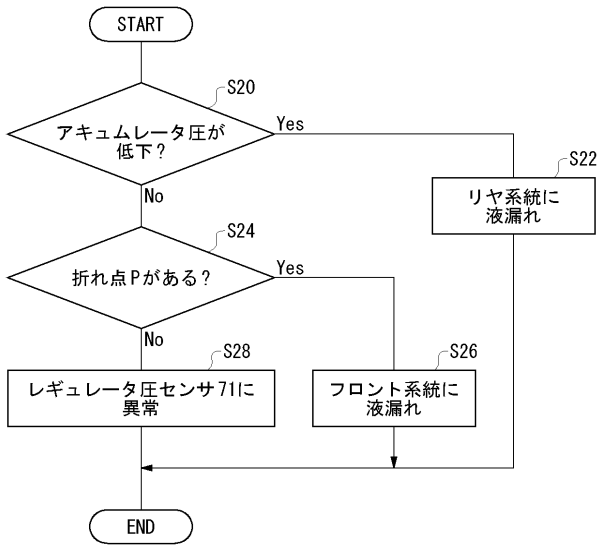 START
S20
アキュムレータ圧が
低下？
Yes
No
S22
リヤ系統に
液漏れ
S24
折れ点Pがある？
Yes
No
S28
レギュレータ圧センサ71に
異常
S26
フロント系統に
液漏れ
END